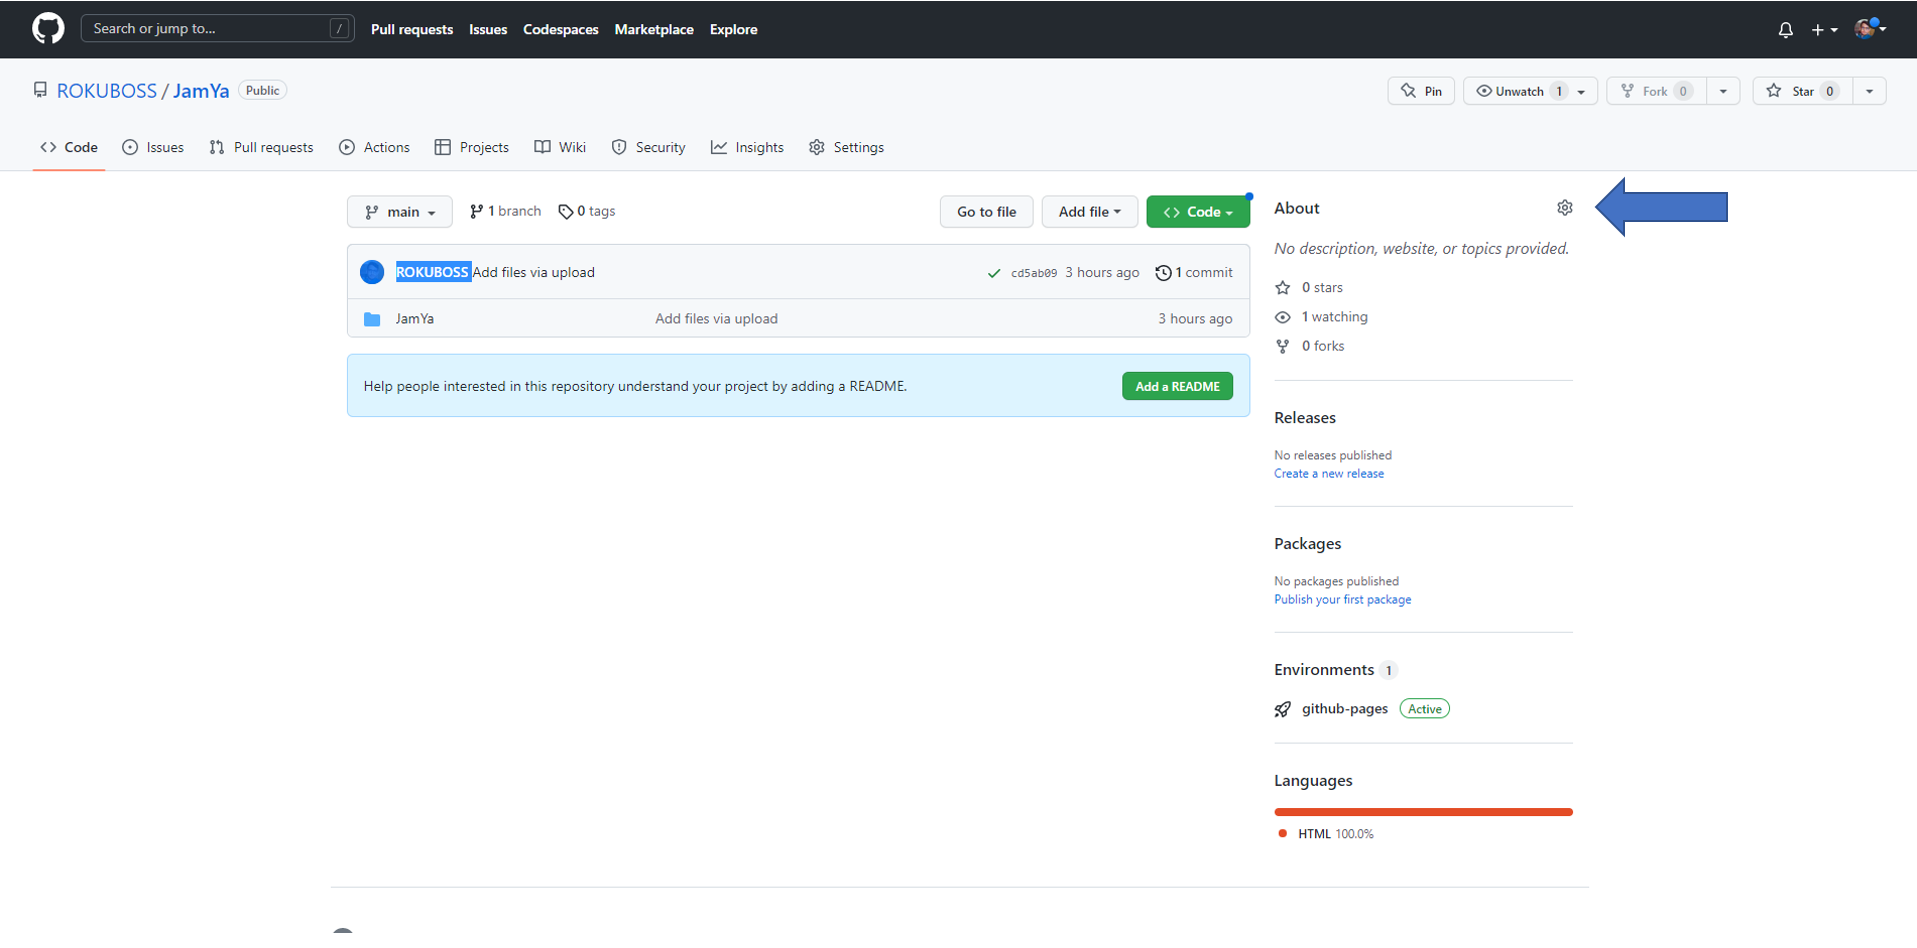 Search or jump to... /
Pull requests Issues Codespaces Marketplace Explore
ROKUBOSS / JamYa Public
Pin Unwatch 1 Fork 0 Star 0
Code Issues Pull requests Actions Projects Wiki Security Insights Settings
main 1 branch 0 tags Go to file Add file Code
ROKUBOSS Add files via upload cd5ab09 3 hours ago 1 commit
JamYa Add files via upload 3 hours ago
Help people interested in this repository understand your project by adding a README. Add a README
About
No description, website, or topics provided.
0 stars
1 watching
0 forks
Releases
No releases published
Create a new release
Packages
No packages published
Publish your first package
Environments 1
github-pages Active
Languages
HTML 100.0%